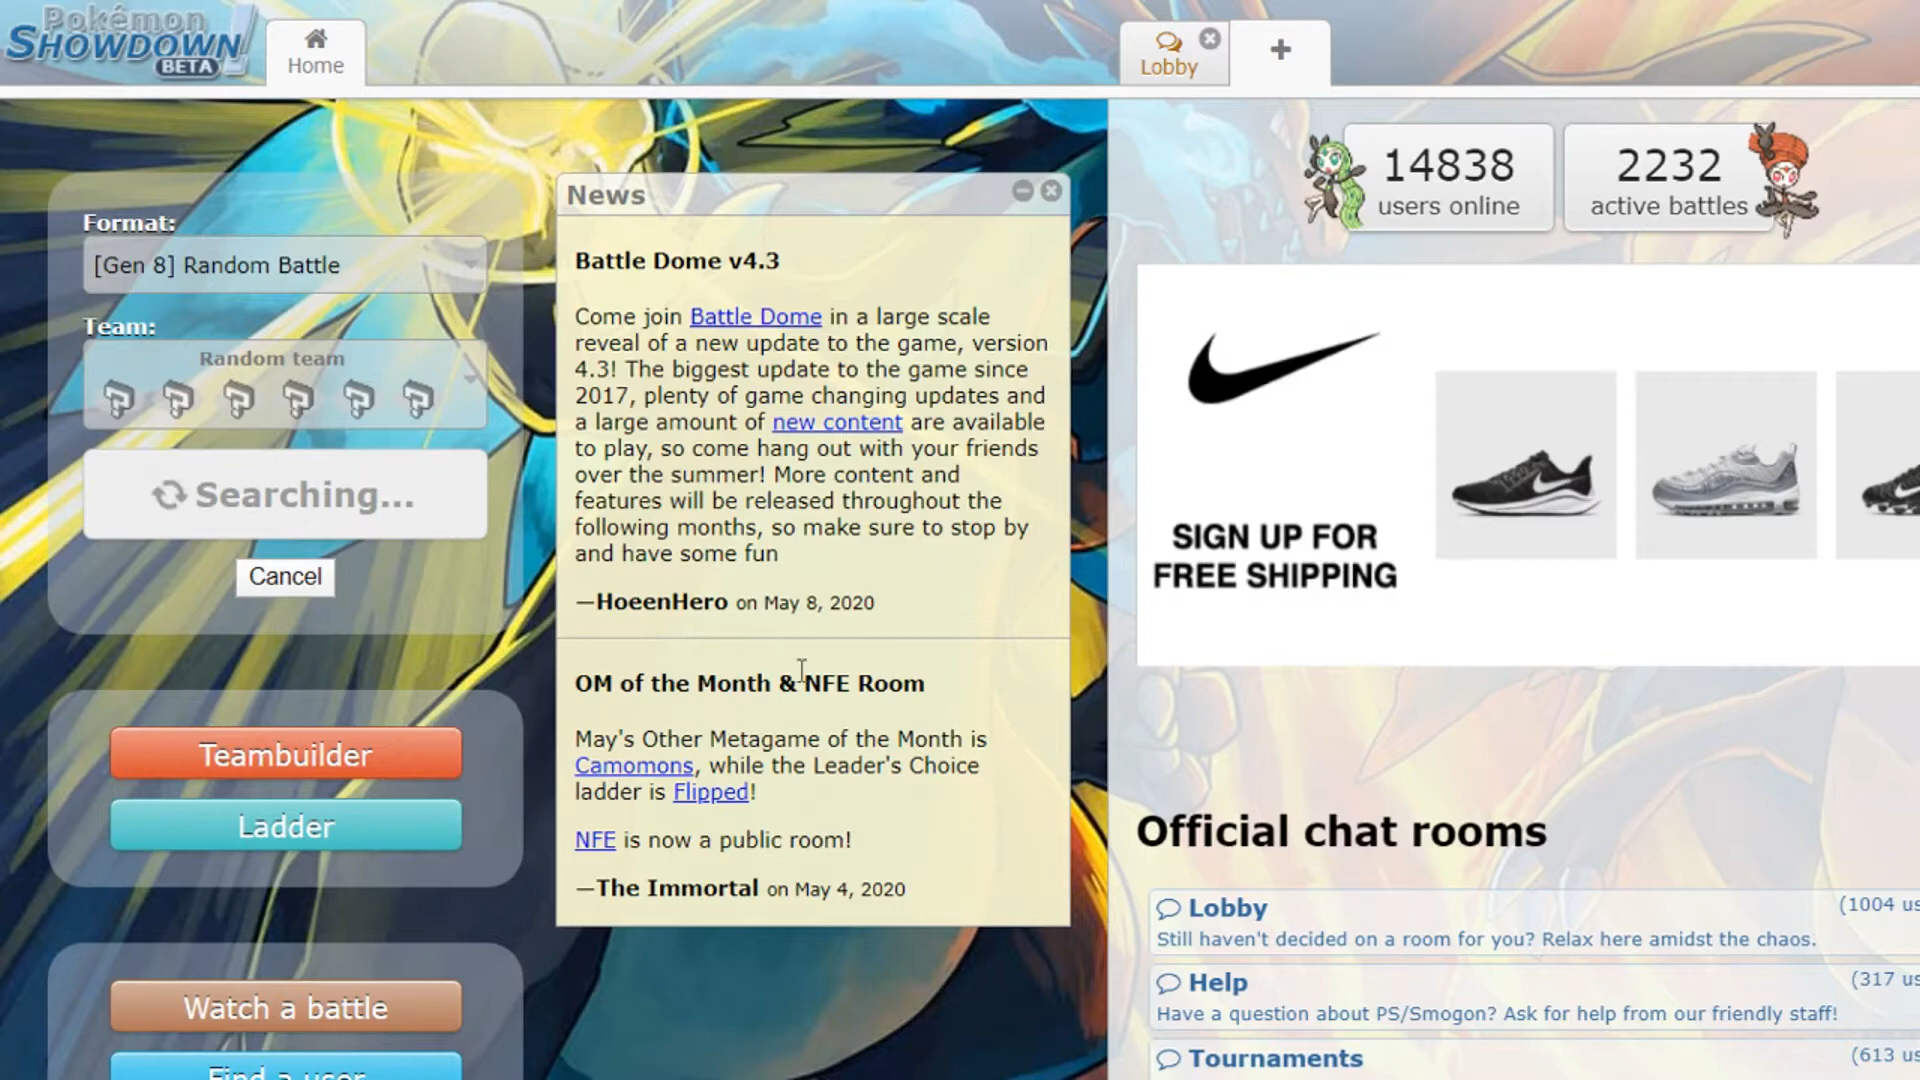 Pokémon
SHOWDOWN!
BETA
Home
Lobby
Format:
[Gen 8] Random Battle
Team:
Random team
Searching...
Cancel
Teambuilder
Ladder
Watch a battle
Find a user
News
Battle Dome v4.3
Come join Battle Dome in a large scale
reveal of a new update to the game, version
4.3! The biggest update to the game since
2017, plenty of game changing updates and
a large amount of new content are available
to play, so come hang out with your friends
over the summer! More content and
features will be released throughout the
following months, so make sure to stop by
and have some fun
—HoeenHero on May 8, 2020
OM of the Month & NFE Room
May's Other Metagame of the Month is
Camomons, while the Leader's Choice
ladder is Flipped!
NFE is now a public room!
—The Immortal on May 4, 2020
14838
users online
2232
active battles
SIGN UP FOR
FREE SHIPPING
Official chat rooms
Lobby (1004 us
Still haven't decided on a room for you? Relax here amidst the chaos.
Help (317 us
Have a question about PS/Smogon? Ask for help from our friendly staff!
Tournaments (613 us